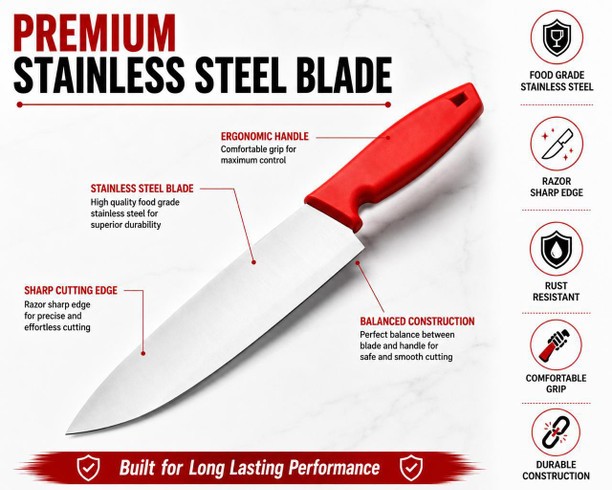 PREMIUM
STAINLESS STEEL BLADE
ERGONOMIC HANDLE
Comfortable grip for
maximum control
STAINLESS STEEL BLADE
High quality food grade
stainless steel for
superior durability
SHARP CUTTING EDGE
Razor sharp edge
for precise and
effortless cutting
BALANCED CONSTRUCTION
Perfect balance between
blade and handle for
safe and smooth cutting
FOOD GRADE
STAINLESS STEEL
RAZOR
SHARP EDGE
RUST
RESISTANT
COMFORTABLE
GRIP
DURABLE
CONSTRUCTION
Built for Long Lasting Performance